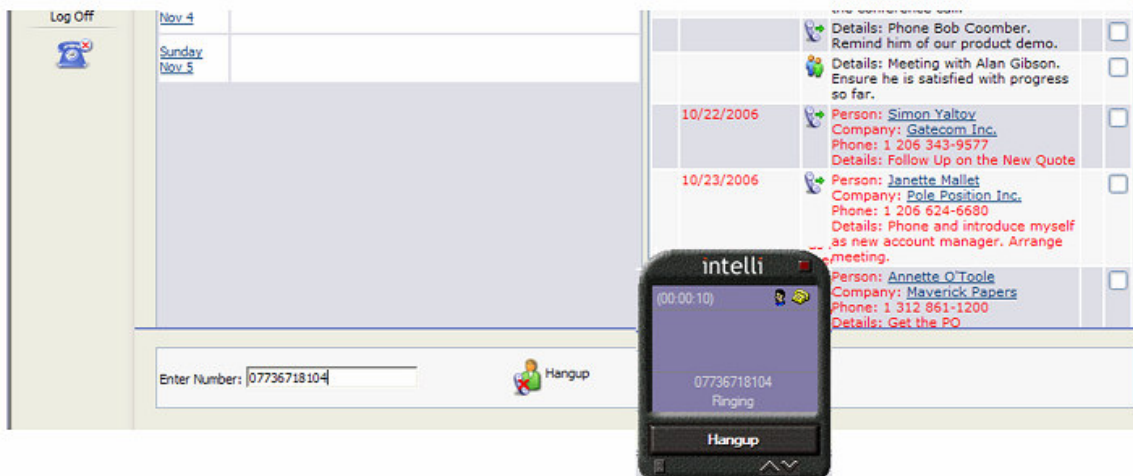 Log Off
Nov 4
Sunday
Nov 5
the conference call.
Details: Phone Bob Coomber.
Remind him of our product demo.
Details: Meeting with Alan Gibson.
Ensure he is satisfied with progress
so far.
10/22/2006
Person: Simon Yaltov
Company: Gatecom Inc.
Phone: 1 206 343-9577
Details: Follow Up on the New Quote
10/23/2006
Person: Janette Mallet
Company: Pole Position Inc.
Phone: 1 206 624-6680
Details: Phone and introduce myself
as new account manager. Arrange
meeting.
Person: Annette O'Toole
Company: Maverick Papers
Phone: 1 312 861-1200
Details: Get the PO
Enter Number: 07736718104
Hangup
intelli
(00:00:10)
07736718104
Ringing
Hangup